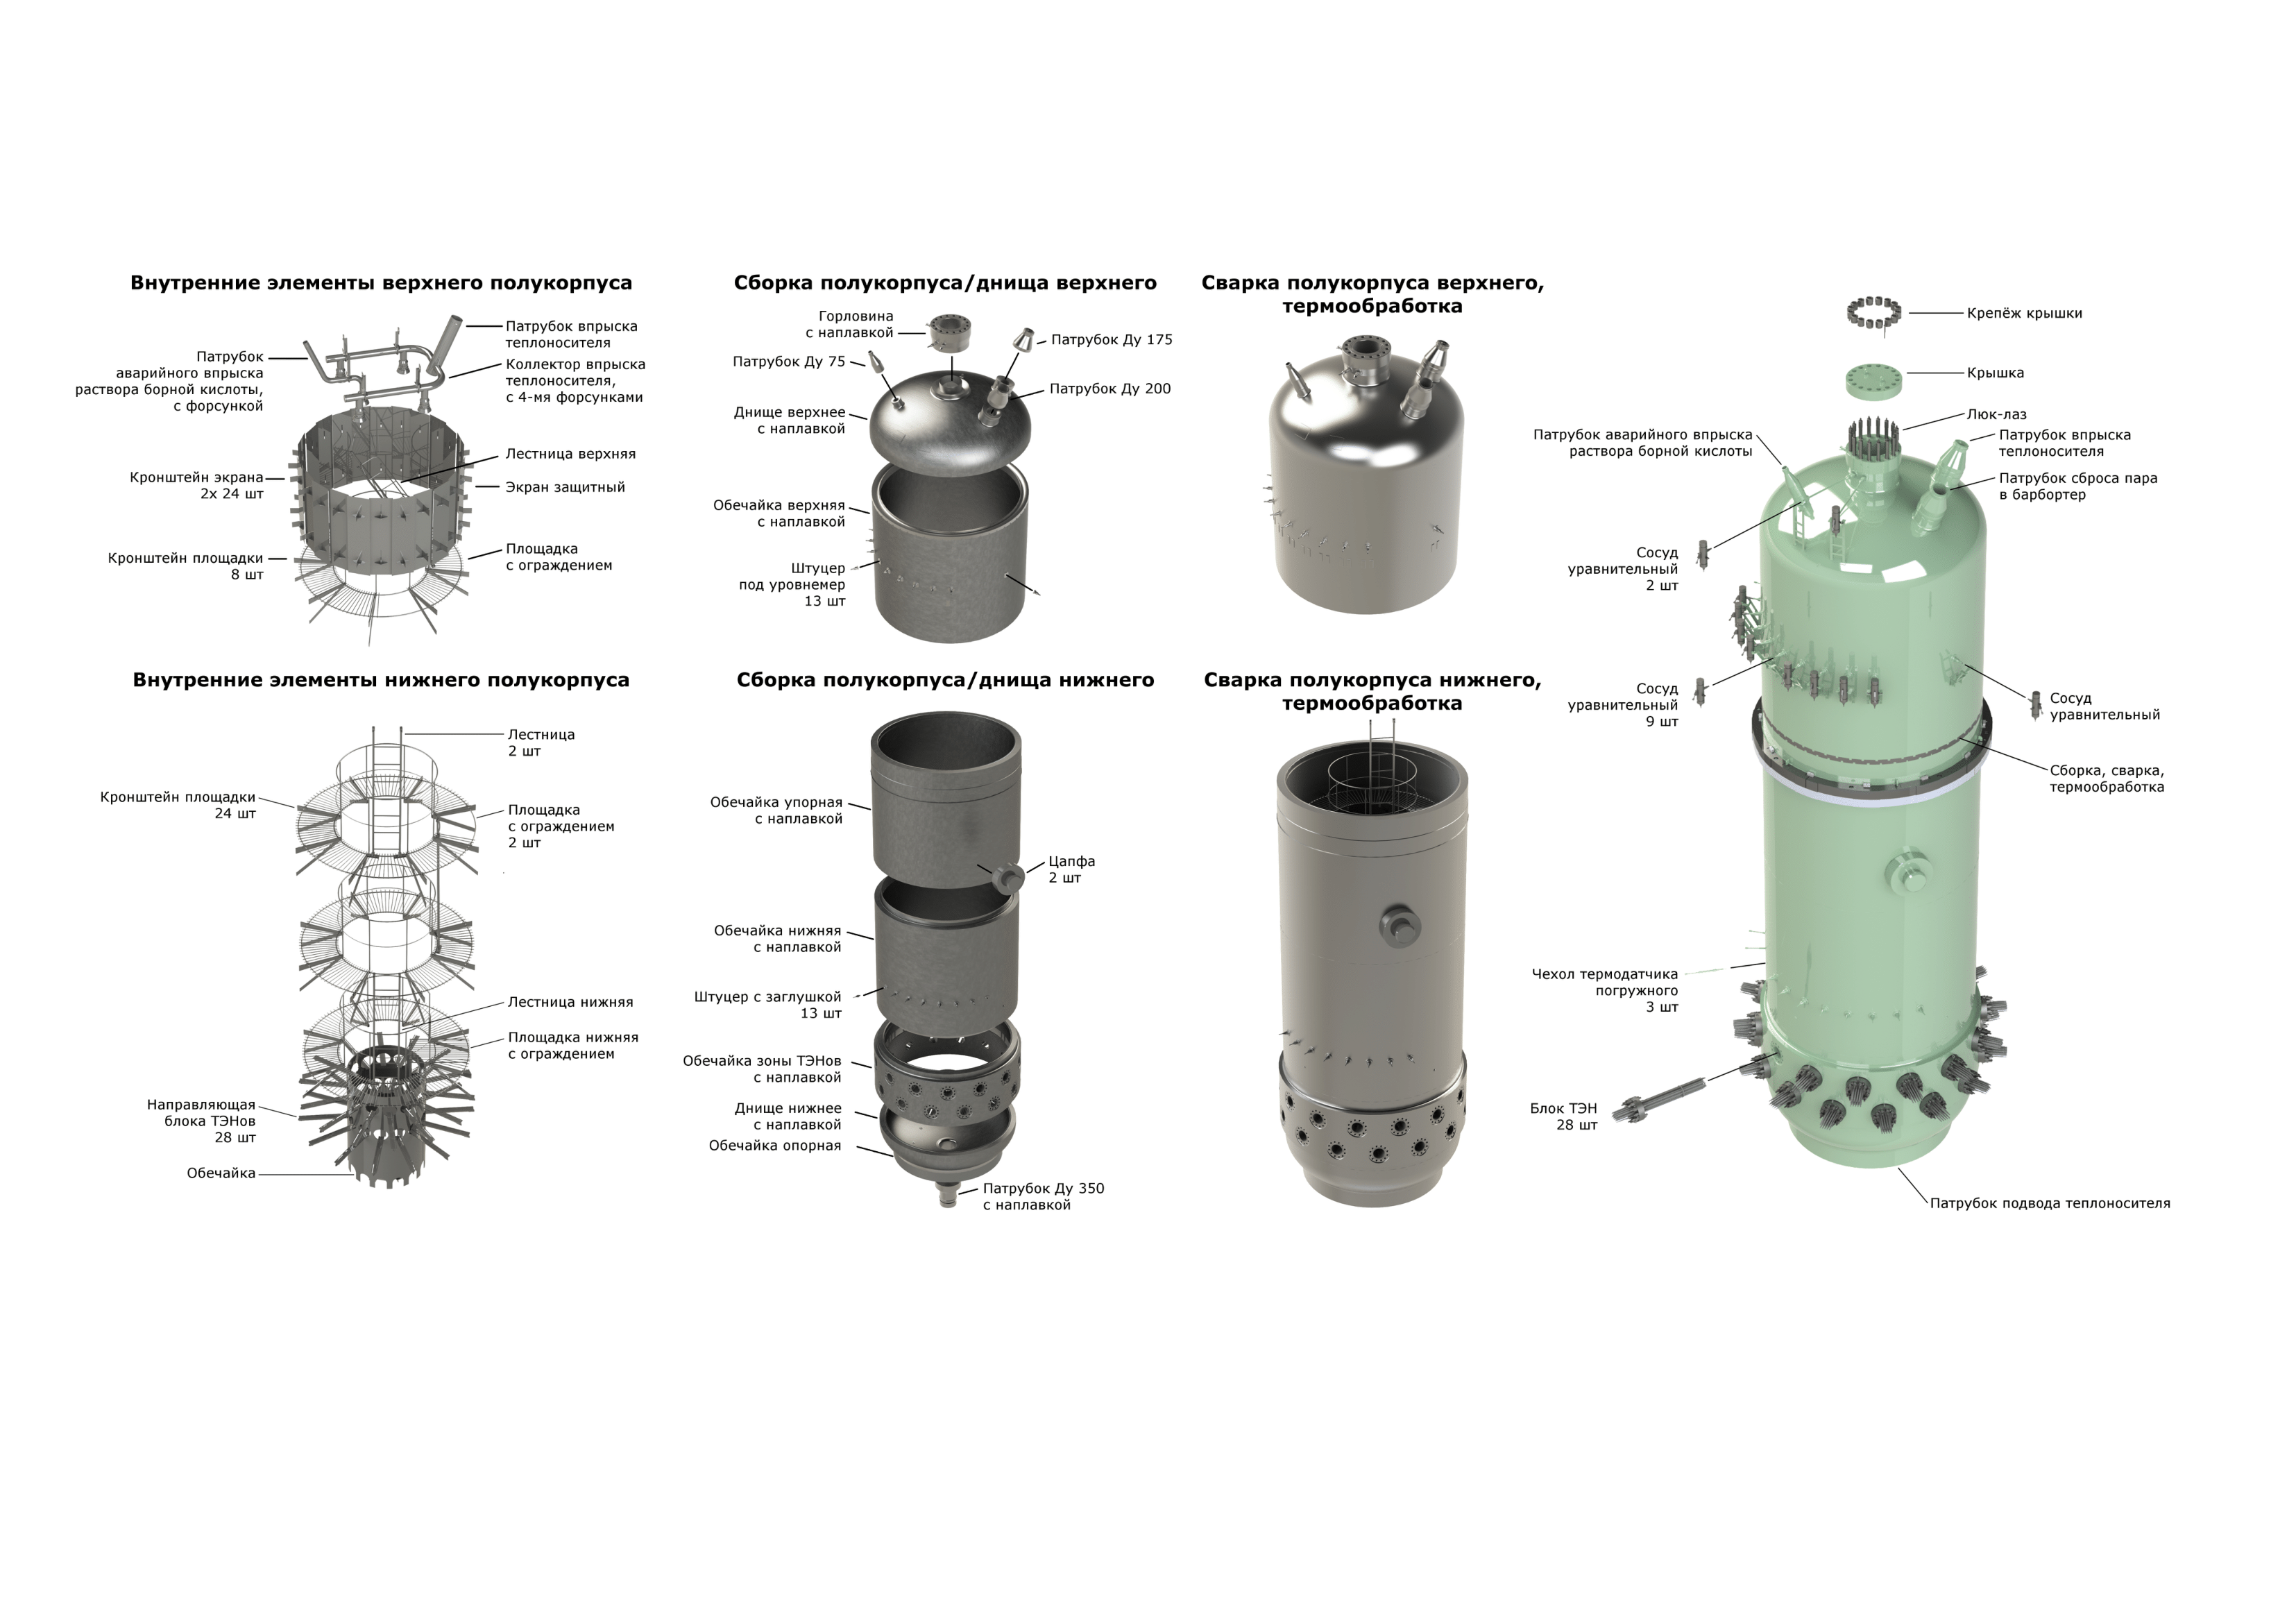 Внутренние элементы верхнего полукорпуса
Патрубок впрыска
теплоносителя
Патрубок
аварийного впрыска
раствора борной кислоты,
с форсункой
Коллектор впрыска
теплоносителя,
с 4-мя форсунками
Лестница верхняя
Кронштейн экрана
2х 24 шт
Экран защитный
Кронштейн площадки
8 шт
Площадка
с ограждением
Сборка полукорпуса/днища верхнего
Горловина
с наплавкой
Патрубок Ду 175
Патрубок Ду 75
Патрубок Ду 200
Днище верхнее
с наплавкой
Обечайка верхняя
с наплавкой
Штуцер
под уровнемер
13 шт
Сварка полукорпуса верхнего,
термообработка
Внутренние элементы нижнего полукорпуса
Лестница
2 шт
Кронштейн площадки
24 шт
Площадка
с ограждением
2 шт
Лестница нижняя
Площадка нижняя
с ограждением
Направляющая
блока ТЭНов
28 шт
Обечайка
Сборка полукорпуса/днища нижнего
Обечайка упорная
с наплавкой
Цапфа
2 шт
Обечайка нижняя
с наплавкой
Штуцер с заглушкой
13 шт
Обечайка зоны ТЭНов
с наплавкой
Днище нижнее
с наплавкой
Обечайка опорная
Патрубок Ду 350
с наплавкой
Сварка полукорпуса нижнего,
термообработка
Крепёж крышки
Крышка
Люк-лаз
Патрубок аварийного впрыска
раствора борной кислоты
Патрубок впрыска
теплоносителя
Патрубок сброса пара
в барбортер
Сосуд
уравнительный
2 шт
Сосуд
уравнительный
9 шт
Сосуд
уравнительный
Сборка, сварка,
термообработка
Чехол термодатчика
погружного
3 шт
Блок ТЭН
28 шт
Патрубок подвода теплоносителя